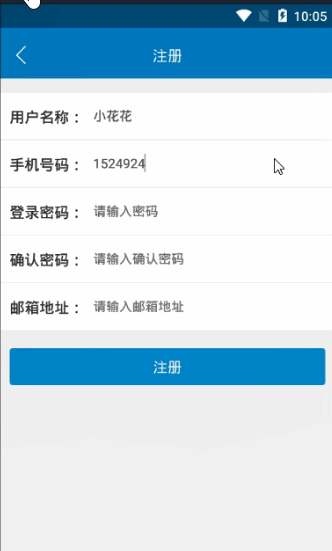 10:05
注册
用户名称： 小花花
手机号码： 1524924
登录密码： 请输入密码
确认密码： 请输入确认密码
邮箱地址： 请输入邮箱地址
注册